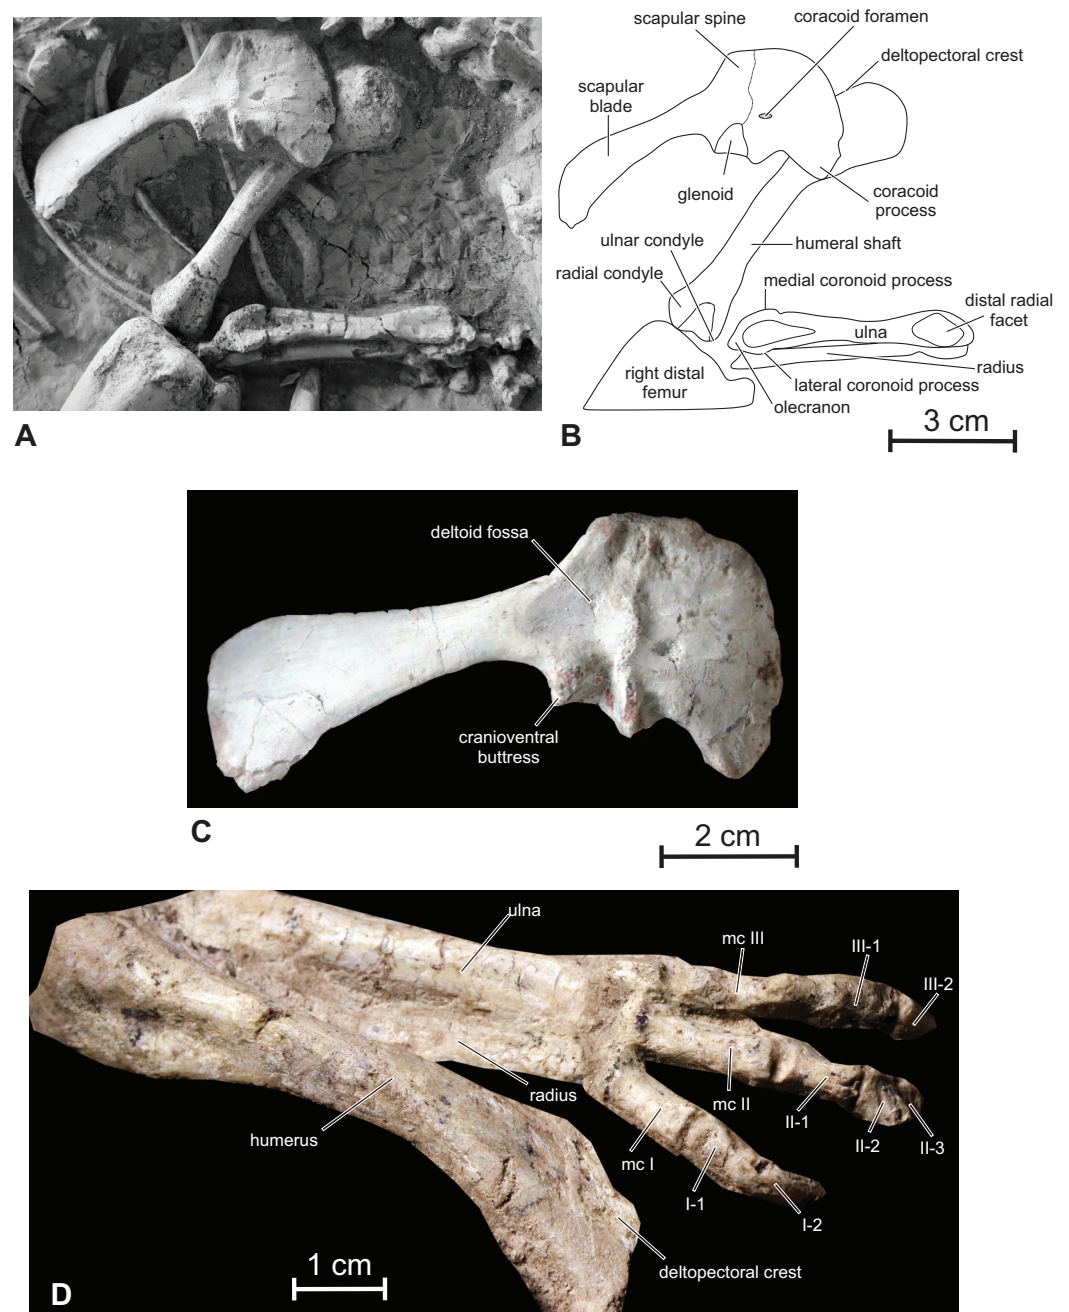 scapular spine
coracoid foramen
deltopectoral crest
scapular
blade
glenoid
coracoid
process
ulnar condyle
humeral shaft
radial condyle
medial coronoid process
distal radial
facet
ulna
right distal
femur
radius
lateral coronoid process
olecranon
A
B
3 cm
deltoid fossa
cranioventral
buttress
C
2 cm
ulna
mc III
III-1
III-2
radius
mc II
II-1
humerus
II-2
II-3
mc I
I-1
I-2
deltopectoral crest
1 cm
D